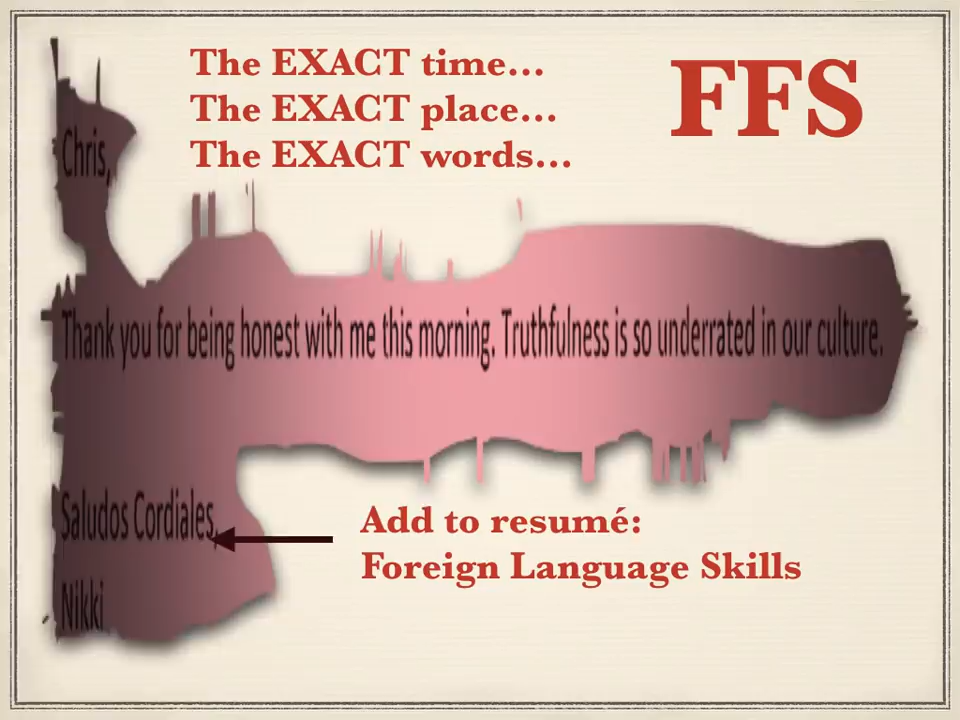 The EXACT time...
The EXACT place...
The EXACT words...
FFS
Chris,
Thank you for being honest with me this morning. Truthfulness is so underrated in our culture.
Saludos Cordiales,
Add to resumé:
Foreign Language Skills
Nikki